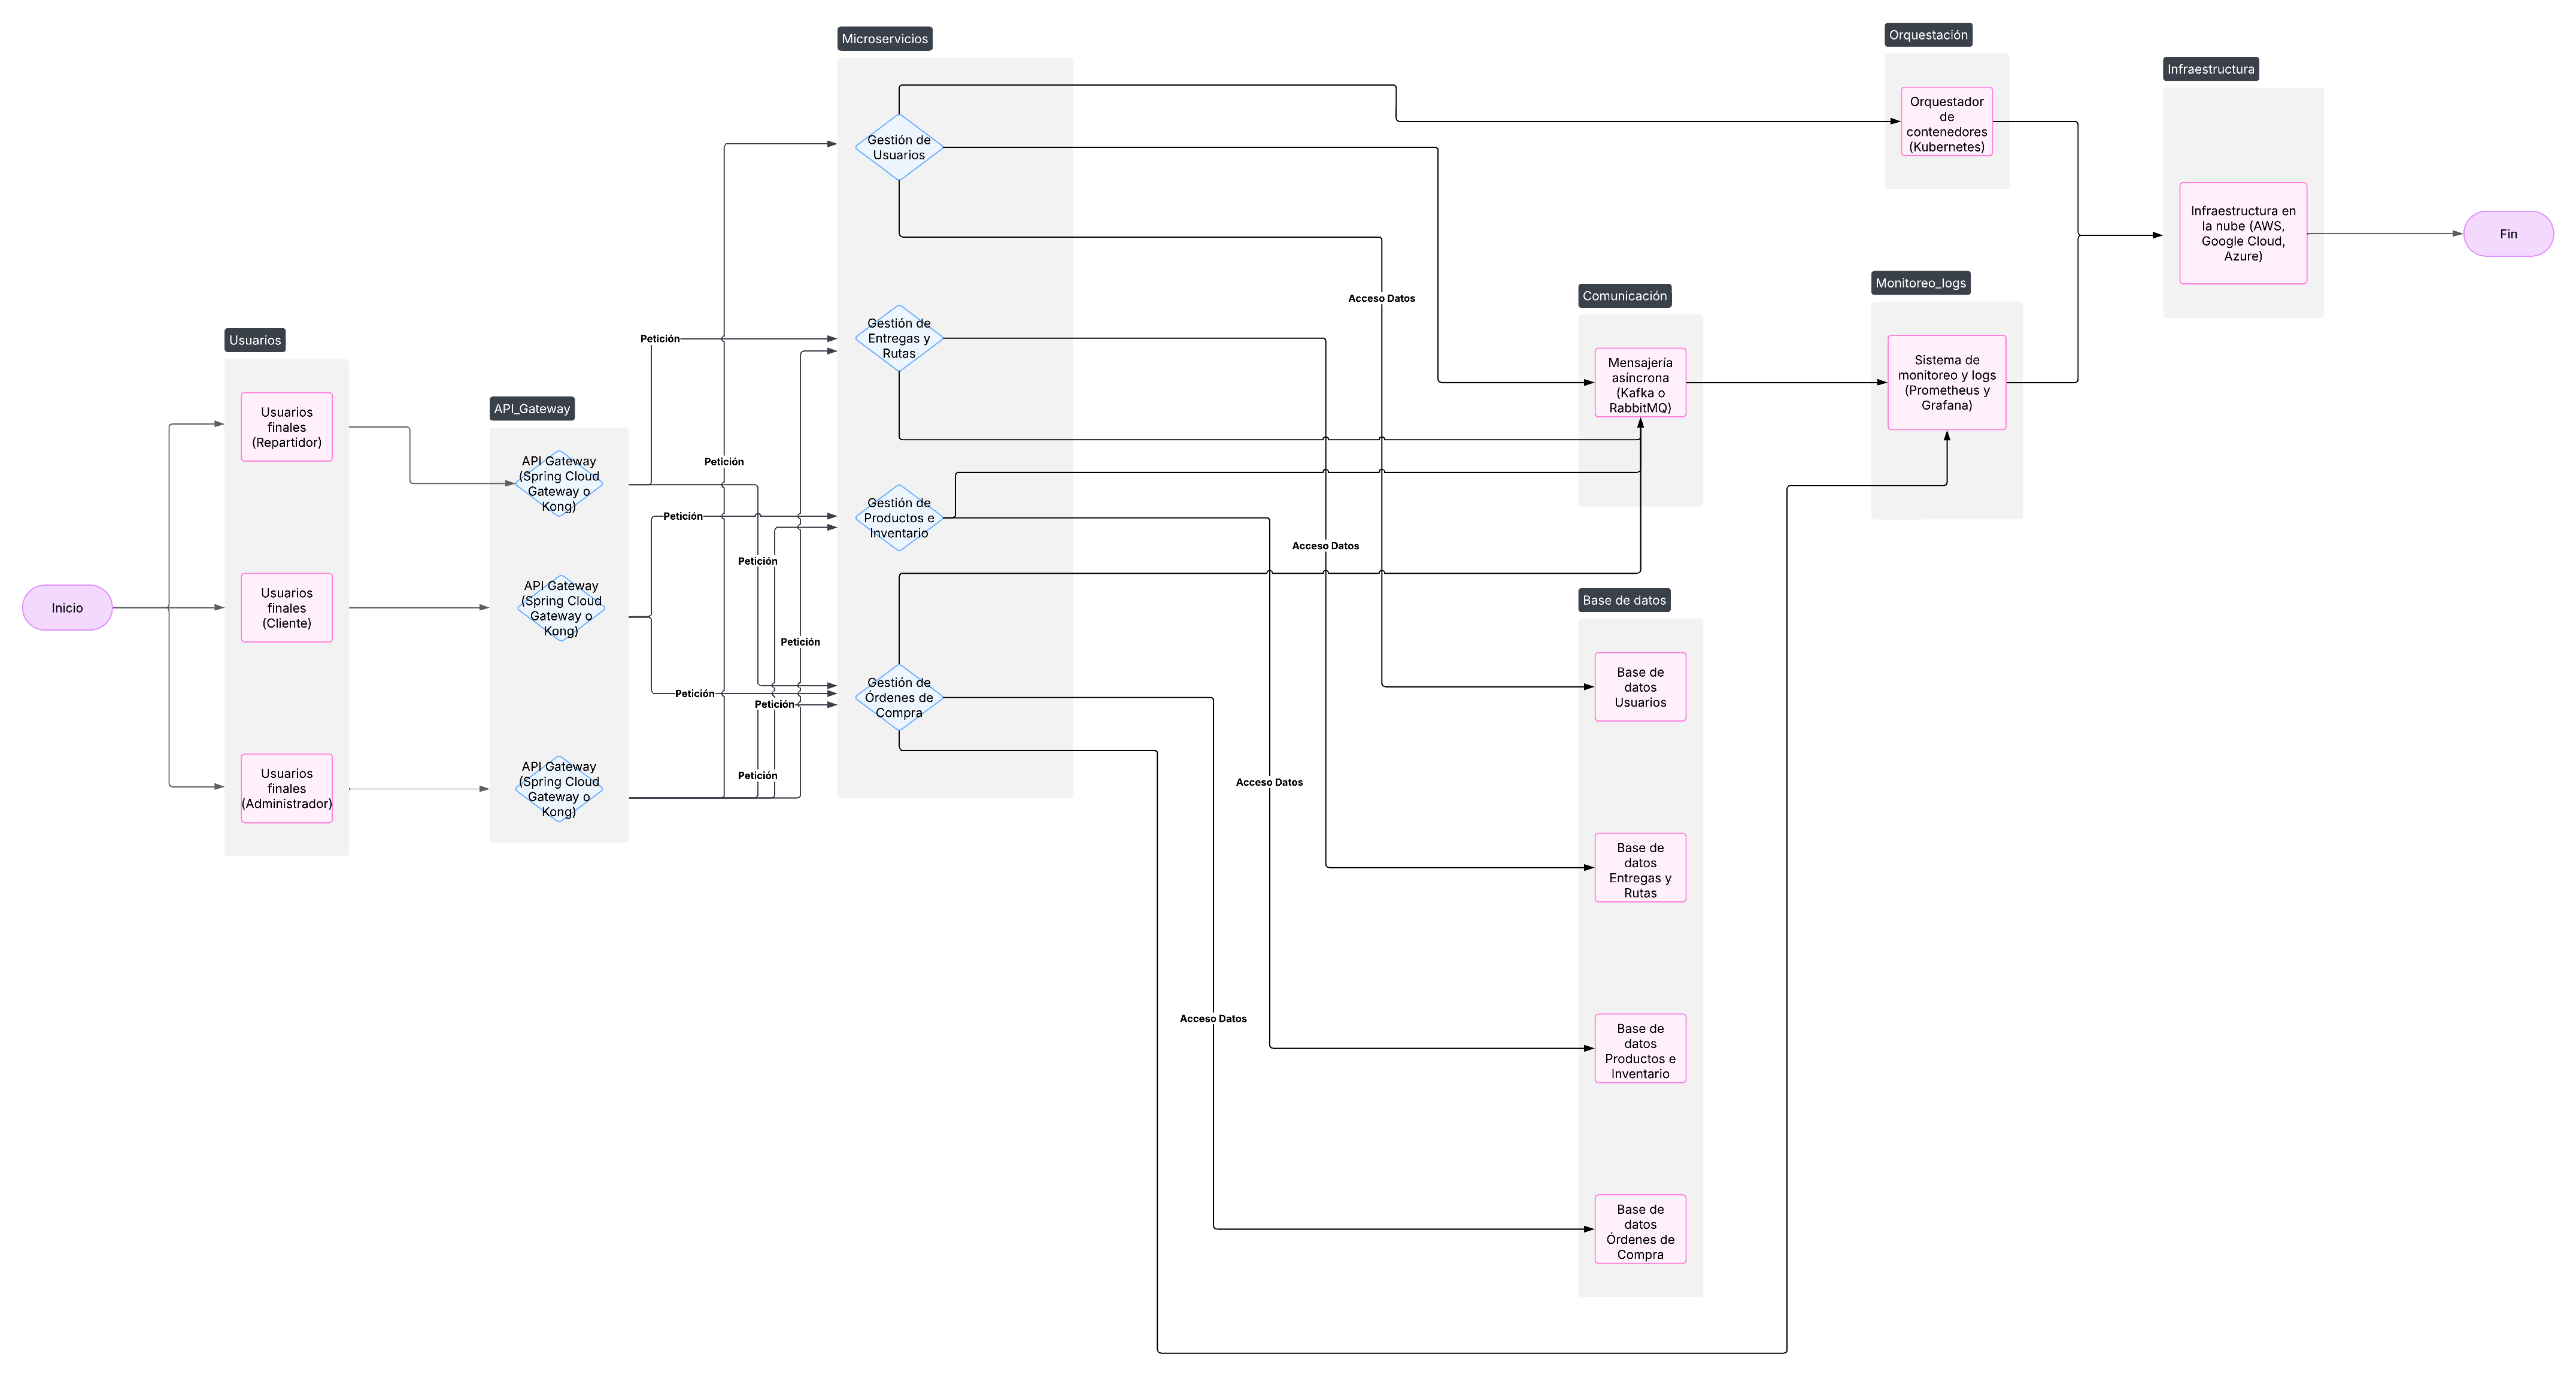 Inicio
Usuarios
Usuarios
finales
(Repartidor)
Usuarios
finales
(Cliente)
Usuarios
finales
(Administrador)
API_Gateway
API Gateway
(Spring Cloud
Gateway o
Kong)
API Gateway
(Spring Cloud
Gateway o
Kong)
API Gateway
(Spring Cloud
Gateway o
Kong)
Petición
Petición
Petición
Petición
Petición
Petición
Petición
Petición
Microservicios
Gestión de
Usuarios
Gestión de
Entregas y
Rutas
Gestión de
Productos e
Inventario
Gestión de
Órdenes de
Compra
Acceso Datos
Acceso Datos
Acceso Datos
Acceso Datos
Comunicación
Mensajería
asíncrona
(Kafka o
RabbitMQ)
Base de datos
Base de
datos
Usuarios
Base de
datos
Entregas y
Rutas
Base de
datos
Productos e
Inventario
Base de
datos
Órdenes de
Compra
Orquestación
Orquestador
de
contenedores
(Kubernetes)
Monitoreo_logs
Sistema de
monitoreo y logs
(Prometheus y
Grafana)
Infraestructura
Infraestructura en
la nube (AWS,
Google Cloud,
Azure)
Fin